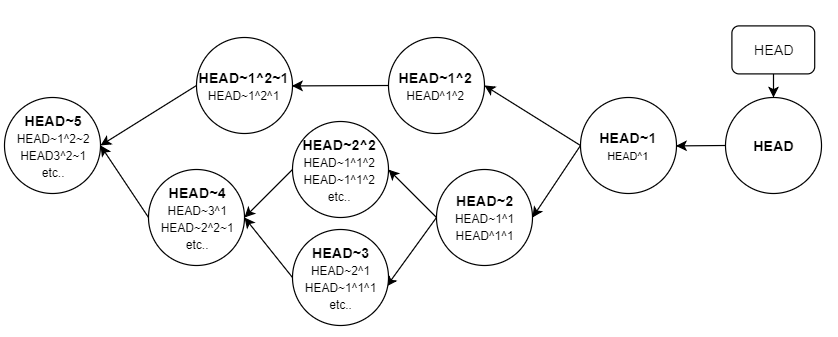 HEAD
HEAD~1^2~1
HEAD~1^2^1
HEAD~1^2
HEAD^1^2
HEAD~5
HEAD~1^2~2
HEAD3^2~1
etc..
HEAD~2^2
HEAD~1^1^2
HEAD~1^1^2
etc..
HEAD~1
HEAD^1
HEAD
HEAD~4
HEAD~3^1
HEAD~2^2~1
etc..
HEAD~2
HEAD~1^1
HEAD^1^1
HEAD~3
HEAD~2^1
HEAD~1^1^1
etc..